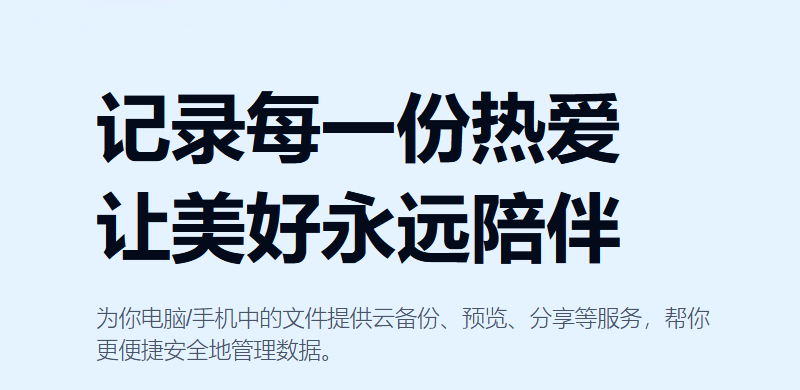 记录每一份热爱
让美好永远陪伴
为你电脑/手机中的文件提供云备份、预览、分享等服务，帮你
更便捷安全地管理数据。